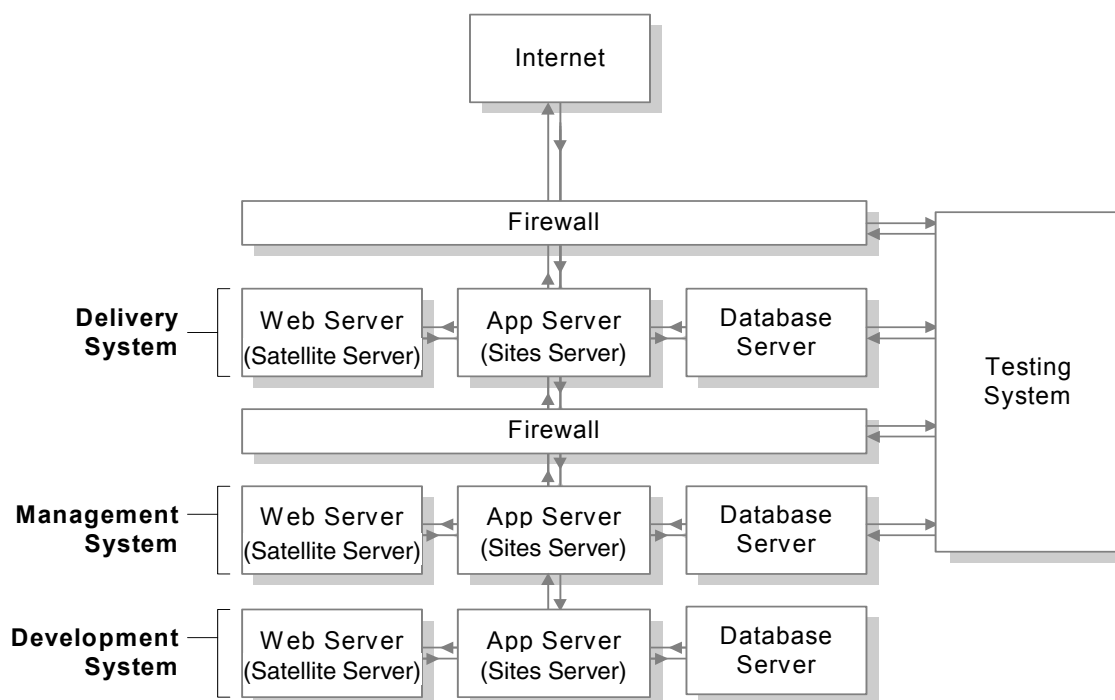 Internet
Firewall
Delivery
System
Web Server
(Satellite Server)
App Server
(Sites Server)
Database
Server
Testing
System
Firewall
Management
System
Web Server
(Satellite Server)
App Server
(Sites Server)
Database
Server
Development
System
Web Server
(Satellite Server)
App Server
(Sites Server)
Database
Server